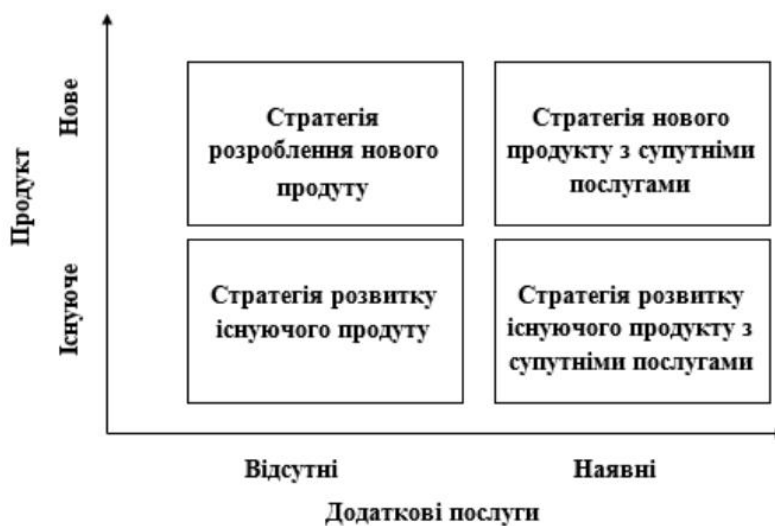 Продукт
Нове
Стратегія
розроблення нового
продуту
Стратегія нового
продукту з супутніми
послугами
Існуюче
Стратегія розвитку
існуючого продуту
Стратегія розвитку
існуючого продукту з
супутніми послугами
Відсутні
Наявні
Додаткові послуги